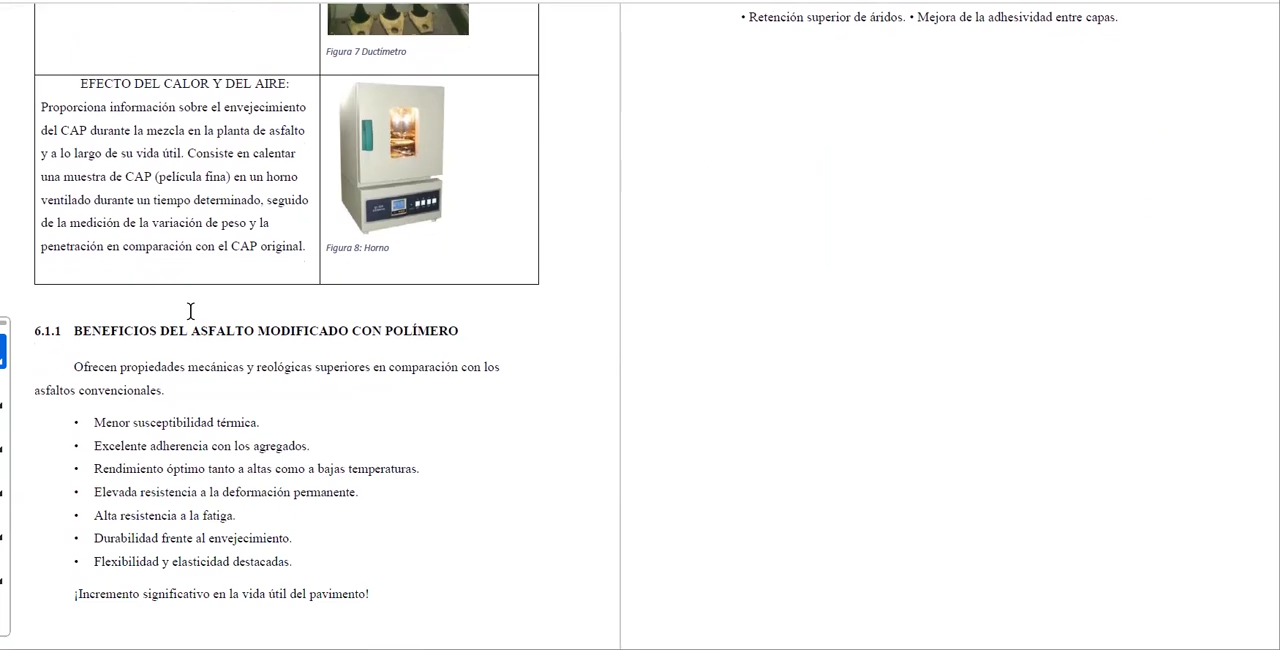 Figura 7 Ductímetro
EFECTO DEL CALOR Y DEL AIRE:
Proporciona información sobre el envejecimiento
del CAP durante la mezcla en la planta de asfalto
y a lo largo de su vida útil. Consiste en calentar
una muestra de CAP (película fina) en un horno
ventilado durante un tiempo determinado, seguido
de la medición de la variación de peso y la
penetración en comparación con el CAP original.
Figura 8: Horno
6.1.1 BENEFICIOS DEL ASFALTO MODIFICADO CON POLÍMERO
Ofrecen propiedades mecánicas y reológicas superiores en comparación con los
asfaltos convencionales.
• Menor susceptibilidad térmica.
• Excelente adherencia con los agregados.
• Rendimiento óptimo tanto a altas como a bajas temperaturas.
• Elevada resistencia a la deformación permanente.
• Alta resistencia a la fatiga.
• Durabilidad frente al envejecimiento.
• Flexibilidad y elasticidad destacadas.
¡Incremento significativo en la vida útil del pavimento!
• Retención superior de áridos. • Mejora de la adhesividad entre capas.